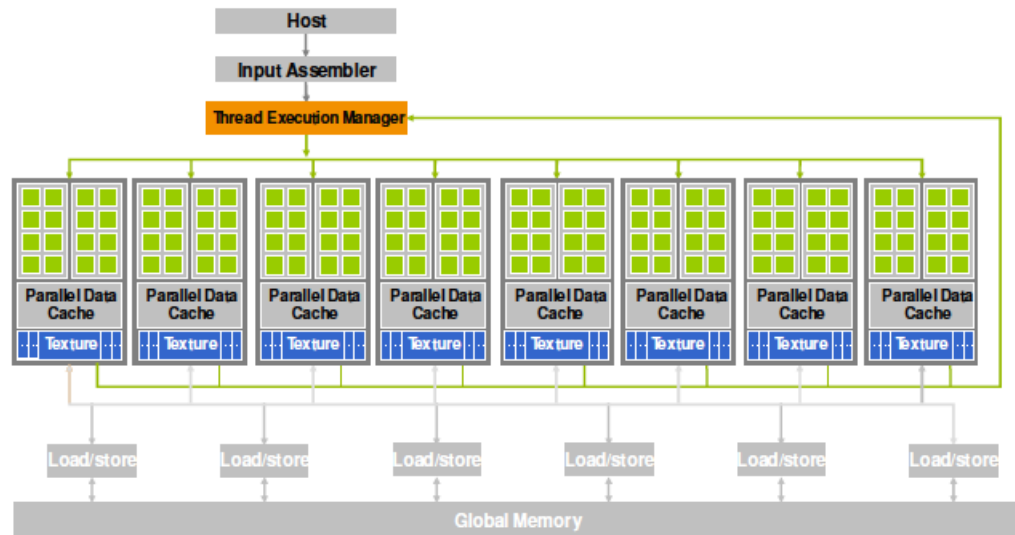 Host
Input Assembler
Thread Execution Manager
Parallel Data
Cache
Parallel Data
Cache
Parallel Data
Cache
Parallel Data
Cache
Parallel Data
Cache
Parallel Data
Cache
Parallel Data
Cache
Parallel Data
Cache
Texture
Texture
Texture
Texture
Texture
Texture
Texture
Texture
Load/store
Load/store
Load/store
Load/store
Load/store
Load/store
Global Memory